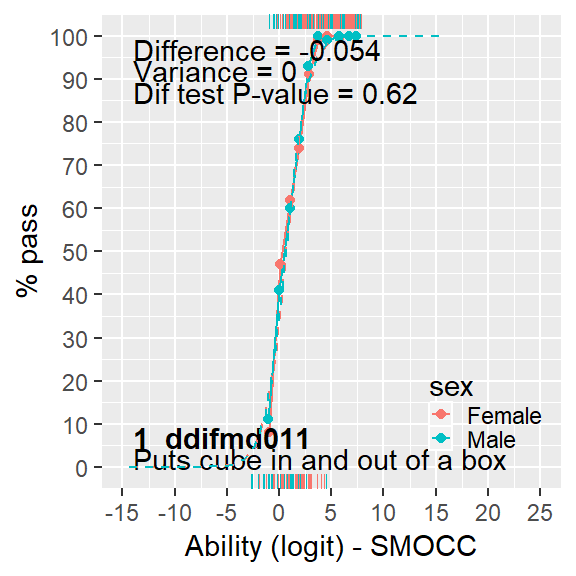 Difference = -0.054
Variance = 0
Dif test P-value = 0.62
100
90
80
70
60
50
40
30
20
10
0
% pass
sex
Female
Male
1_ddifmd011
Puts cube in and out of a box
-15 -10 -5 0 5 10 15 20 25
Ability (logit) - SMOCC